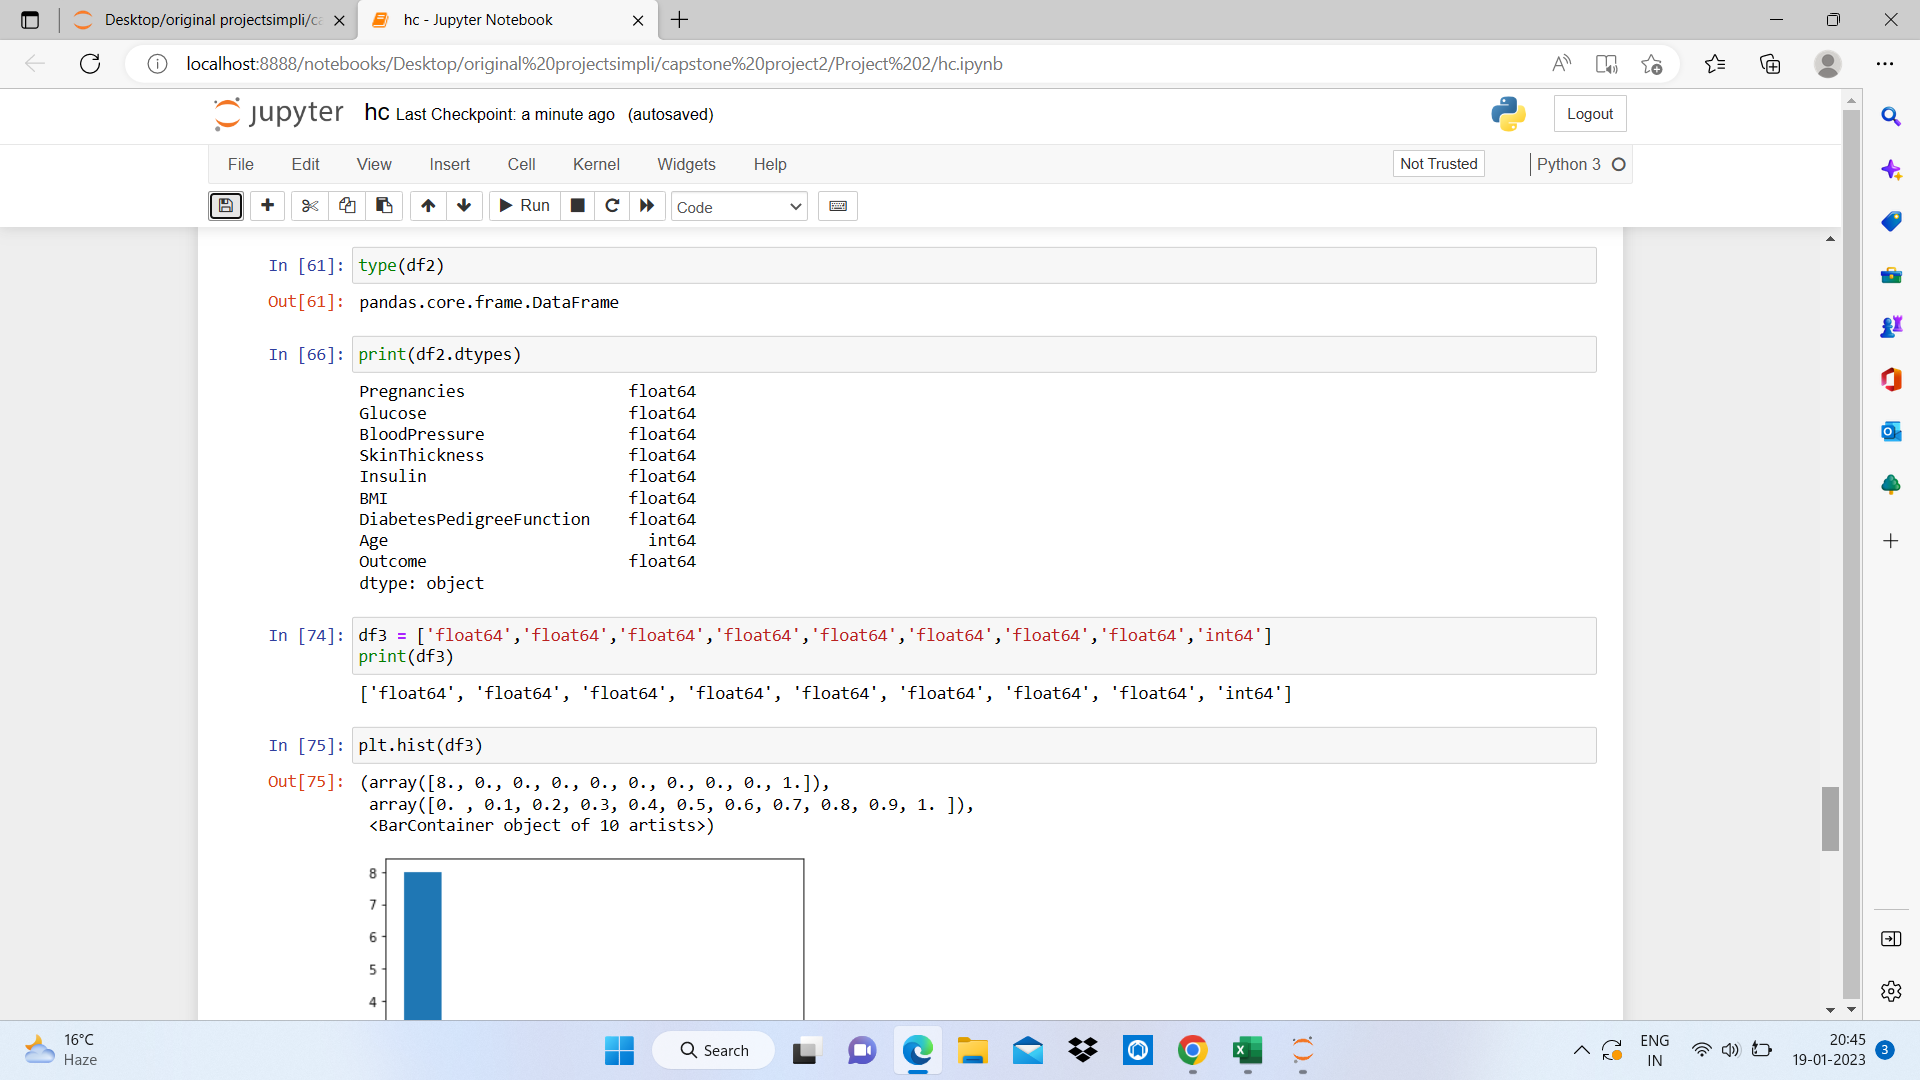 Desktop/original projectsimpli/ca
hc - Jupyter Notebook
localhost:8888/notebooks/Desktop/original%20projectsimpli/capstone%20project2/Project%202/hc.ipynb
jupyter hc Last Checkpoint: a minute ago (autosaved)
Logout
File Edit View Insert Cell Kernel Widgets Help
Not Trusted
Python 3
Run
Code
In [61]: type(df2)
Out[61]: pandas.core.frame.DataFrame
In [66]: print(df2.dtypes)
Pregnancies float64
Glucose float64
BloodPressure float64
SkinThickness float64
Insulin float64
BMI float64
DiabetesPedigreeFunction float64
Age int64
Outcome float64
dtype: object
In [74]: df3 = ['float64','float64','float64','float64','float64','float64','float64','float64','int64']
print(df3)
['float64', 'float64', 'float64', 'float64', 'float64', 'float64', 'float64', 'float64', 'int64']
In [75]: plt.hist(df3)
Out[75]: (array([8., 0., 0., 0., 0., 0., 0., 0., 0., 1.]),
array([0. , 0.1, 0.2, 0.3, 0.4, 0.5, 0.6, 0.7, 0.8, 0.9, 1. ]),
<BarContainer object of 10 artists>)
8
7
6
5
4
16°C
Haze
Search
ENG
IN
20:45
19-01-2023
3